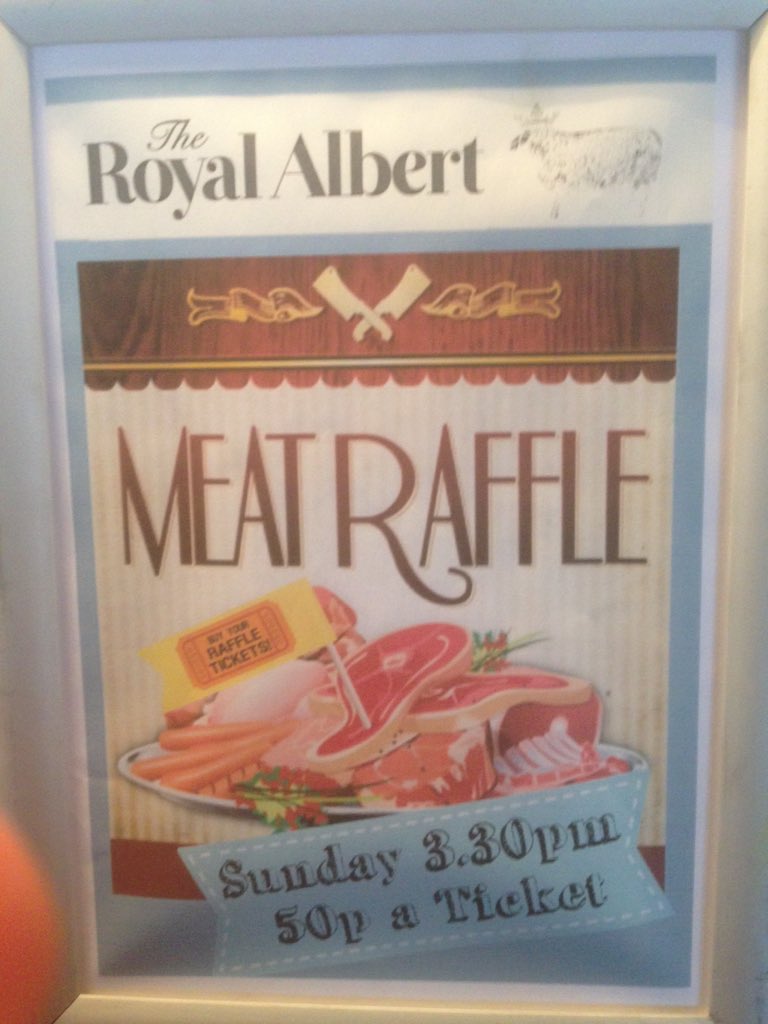 The
Royal Albert
MEAT RAFFLE
BUY YOUR
RAFFLE
TICKETS!
Sunday 3.30pm
50p a Ticket